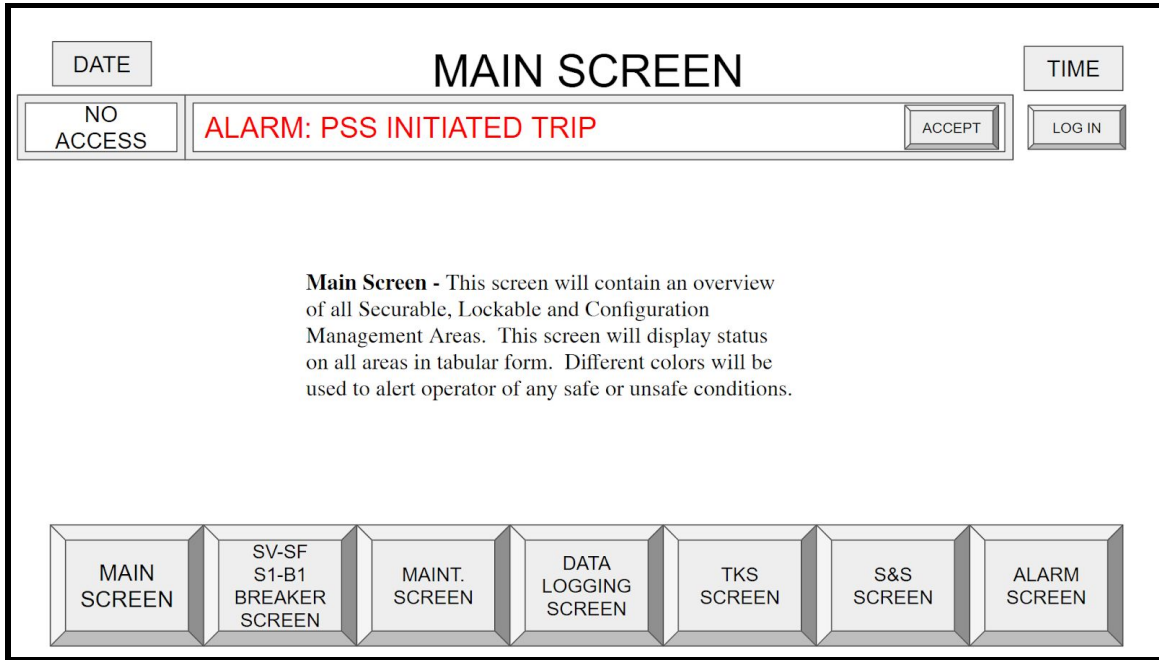 DATE
MAIN SCREEN
TIME
NO
ACCESS
ALARM: PSS INITIATED TRIP
ACCEPT
LOG IN
Main Screen - This screen will contain an overview
of all Securable, Lockable and Configuration
Management Areas.  This screen will display status
on all areas in tabular form.  Different colors will be
used to alert operator of any safe or unsafe conditions.
MAIN
SCREEN
SV-SF
S1-B1
BREAKER
SCREEN
MAINT.
SCREEN
DATA
LOGGING
SCREEN
TKS
SCREEN
S&S
SCREEN
ALARM
SCREEN